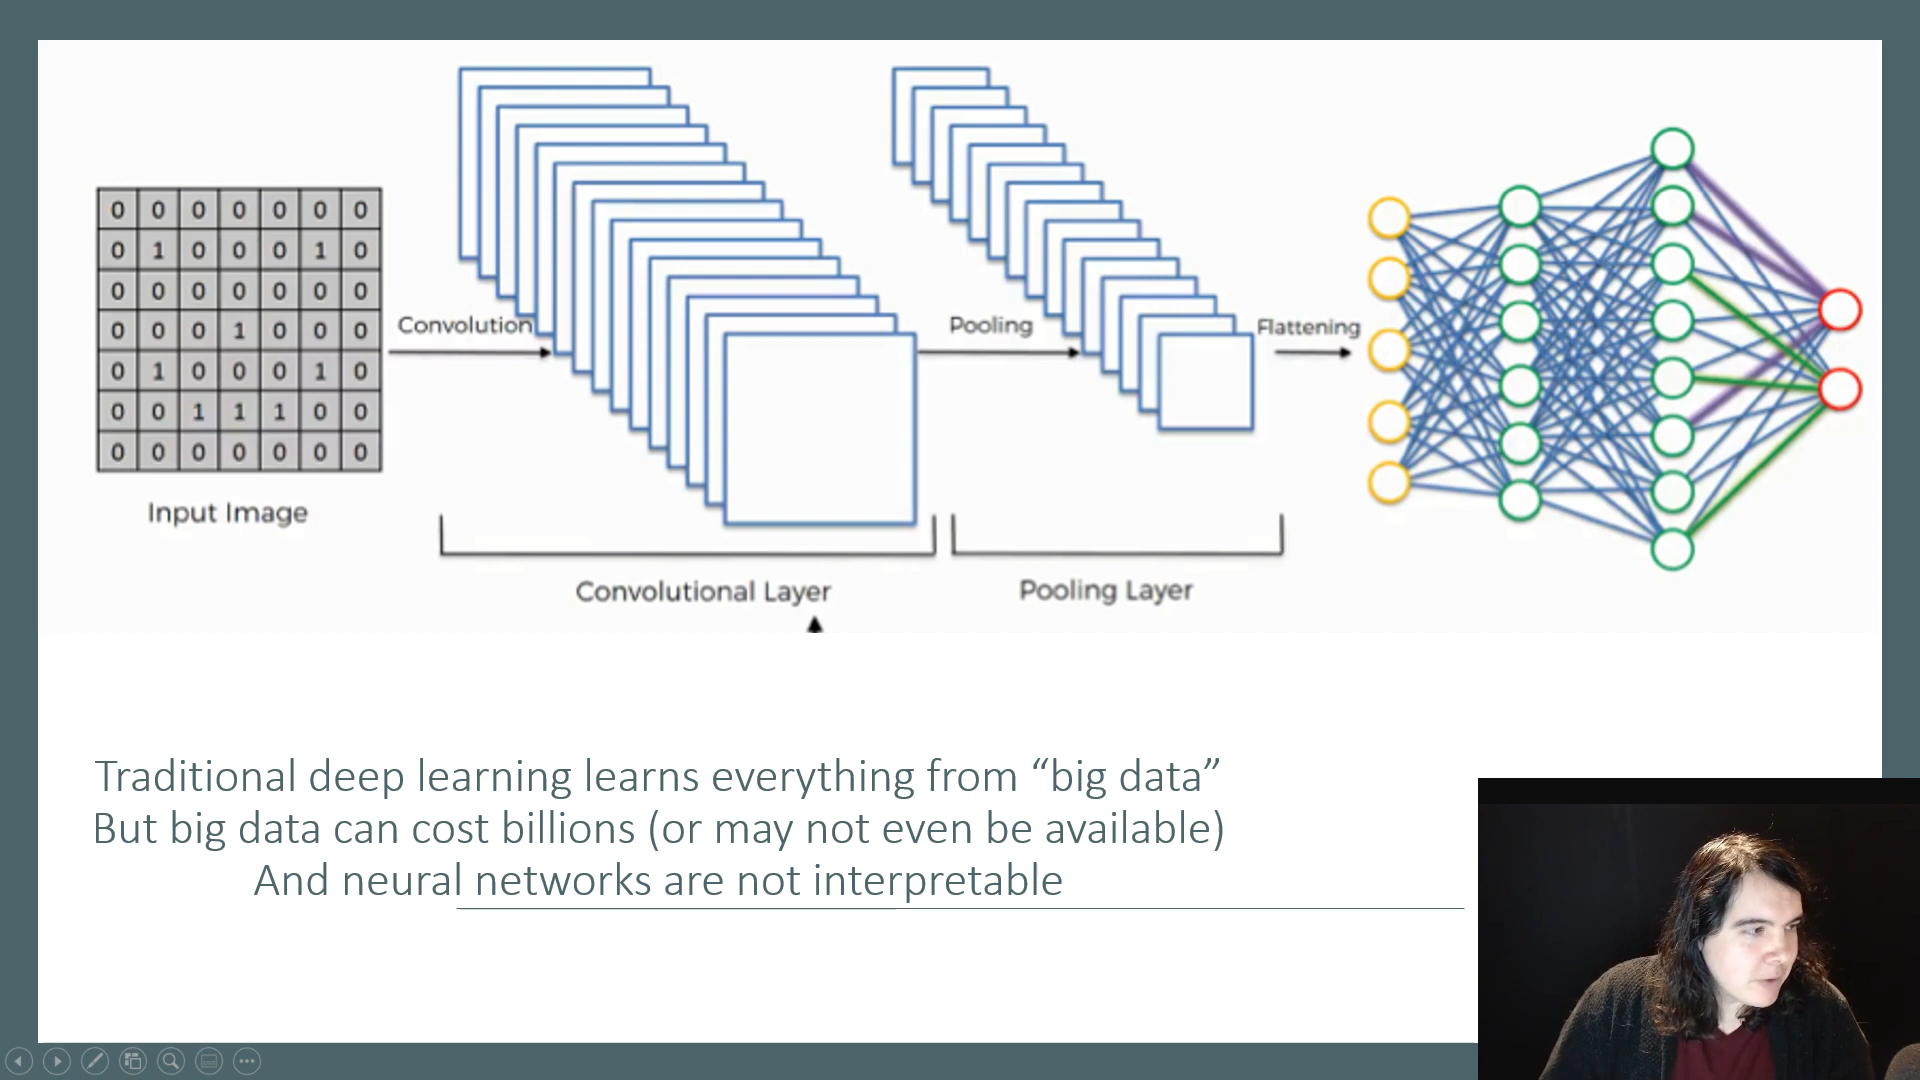 0 0 0 0 0 0 0
0 1 0 0 0 1 0
0 0 0 0 0 0 0
0 0 0 1 0 0 0
0 1 0 0 0 1 0
0 0 1 1 1 0 0
0 0 0 0 0 0 0
Input Image
Convolution
Convolutional Layer
Pooling
Pooling Layer
Flattening
Traditional deep learning learns everything from “big data”
But big data can cost billions (or may not even be available)
And neural networks are not interpretable